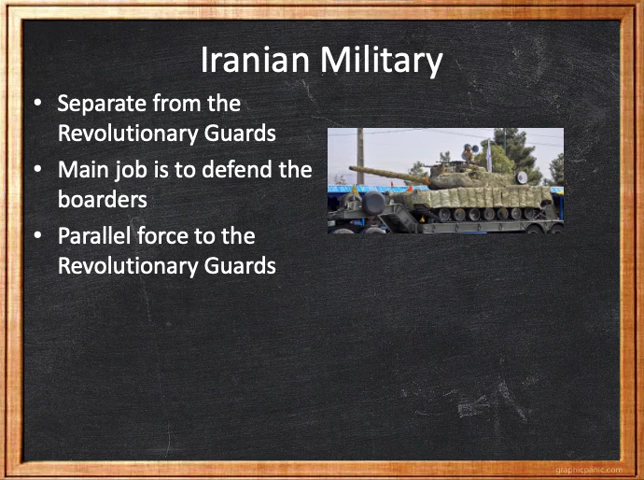 Iranian Military
• Separate from the
Revolutionary Guards
• Main job is to defend the
boarders
• Parallel force to the
Revolutionary Guards
graphicpanic.com